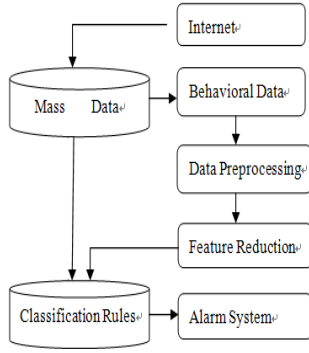 Internet
Mass Data
Behavioral Data
Data Preprocessing
Feature Reduction
Classification Rules
Alarm System